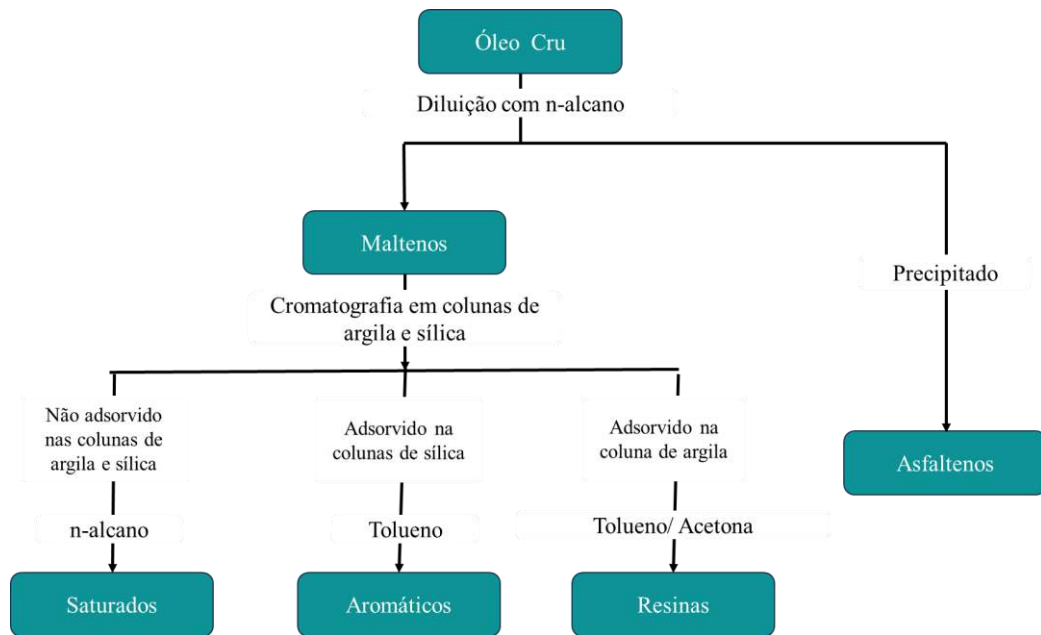 Óleo Cru
Diluição com n-alcano
Maltenos
Precipitado
Cromatografia em colunas de
argila e sílica
Não adsorvido
nas colunas de
argila e sílica
Adsorvido na
colunas de sílica
Adsorvido na
coluna de argila
Asfaltenos
n-alcano
Tolueno
Tolueno/ Acetona
Saturados
Aromáticos
Resinas